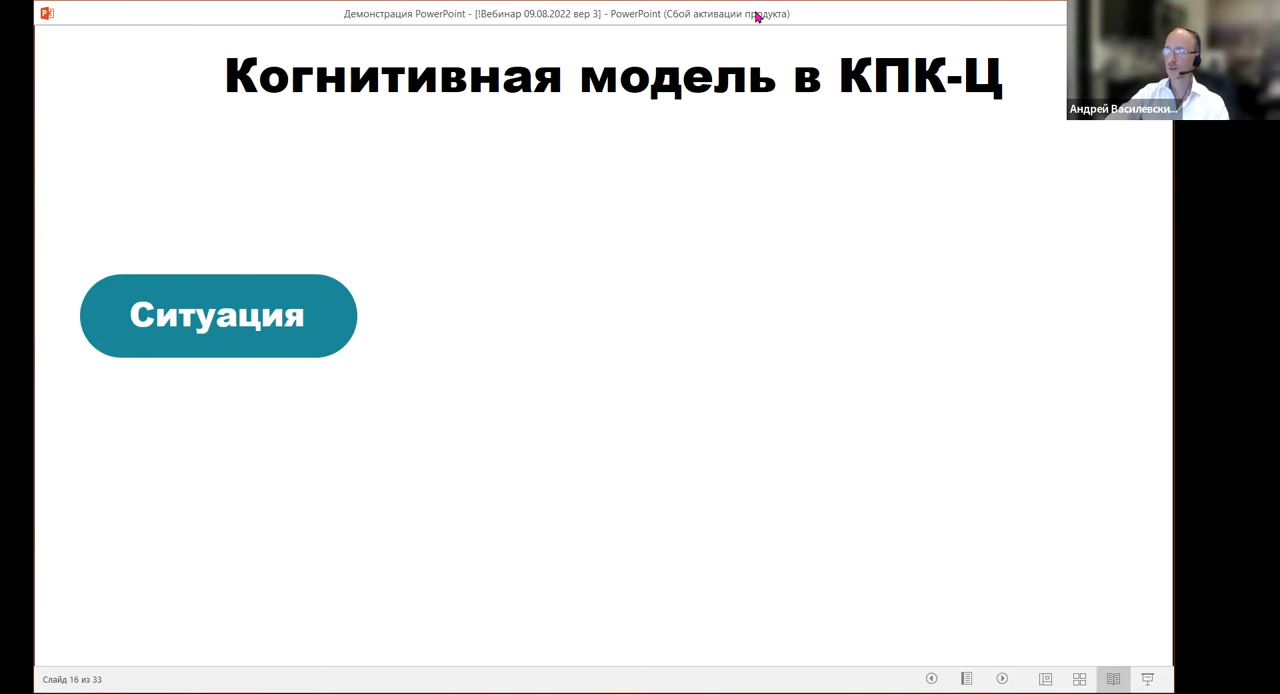 Демонстрация PowerPoint - [!Вебинар 09.08.2022 вер 3] - PowerPoint (Сбой активации продукта)
Когнитивная модель в КПК-Ц
Андрей Василевски...
Ситуация
Слайд 16 из 33